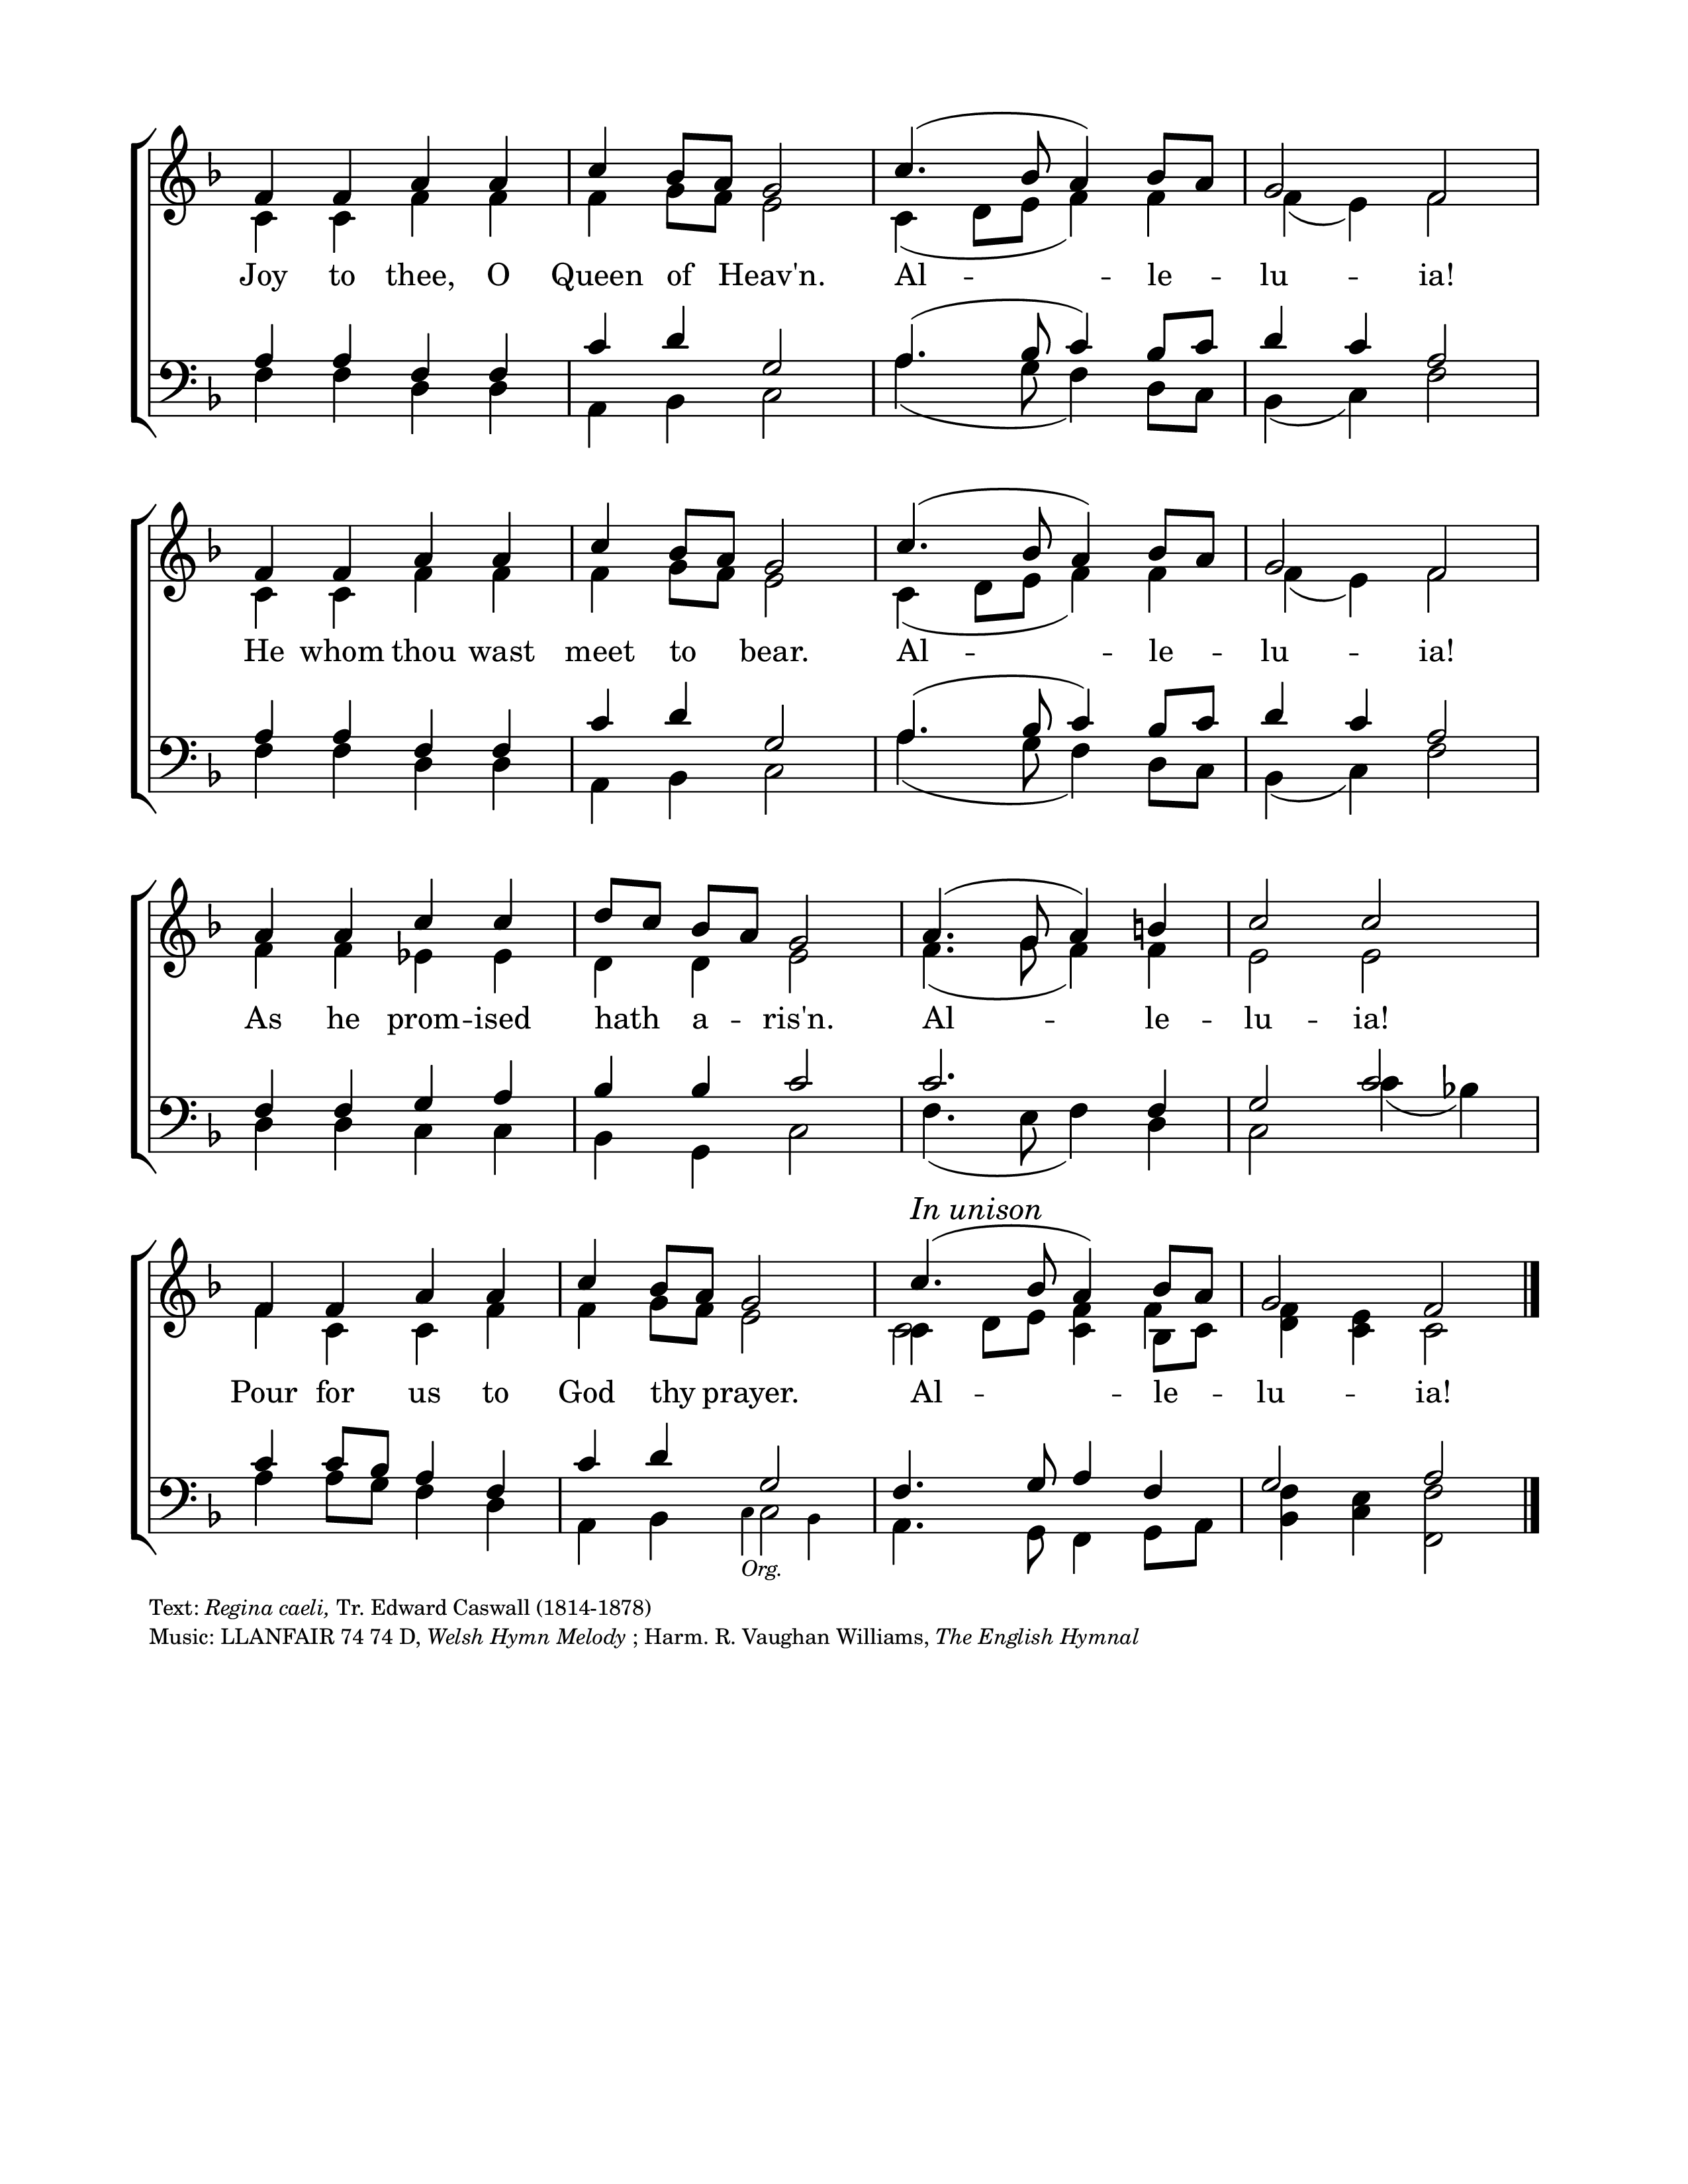 Joy to thee, O Queen of Heav'n. Al - - le - lu - ia!
He whom thou wast meet to bear. Al - - le - lu - ia!
As he prom - ised hath a - ris'n. Al - le - lu - ia!
In unison
Pour for us to God thy prayer. Al - - le - lu - ia!
Org.
Text: Regina caeli, Tr. Edward Caswall (1814-1878)
Music: LLANFAIR 74 74 D, Welsh Hymn Melody ; Harm. R. Vaughan Williams, The English Hymnal